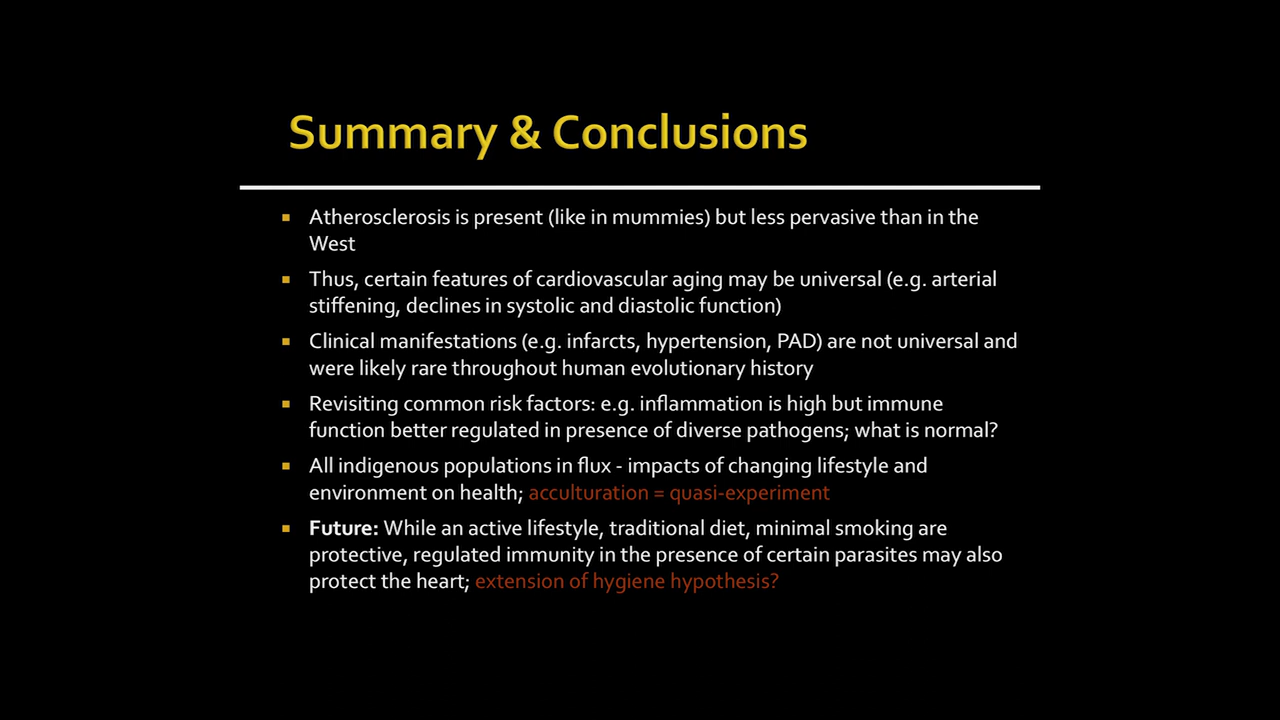 Summary & Conclusions
▪ Atherosclerosis is present (like in mummies) but less pervasive than in the
West
▪ Thus, certain features of cardiovascular aging may be universal (e.g. arterial
stiffening, declines in systolic and diastolic function)
▪ Clinical manifestations (e.g. infarcts, hypertension, PAD) are not universal and
were likely rare throughout human evolutionary history
▪ Revisiting common risk factors: e.g. inflammation is high but immune
function better regulated in presence of diverse pathogens; what is normal?
▪ All indigenous populations in flux - impacts of changing lifestyle and
environment on health; acculturation = quasi-experiment
▪ Future: While an active lifestyle, traditional diet, minimal smoking are
protective, regulated immunity in the presence of certain parasites may also
protect the heart; extension of hygiene hypothesis?